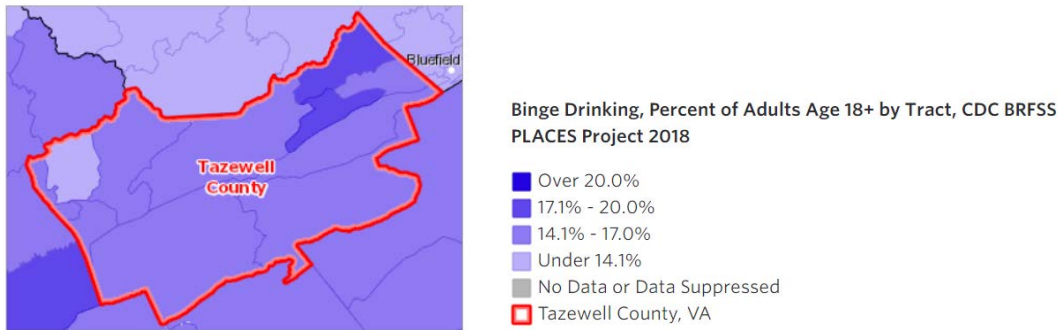 Bluefield
Tazewell
County
Binge Drinking, Percent of Adults Age 18+ by Tract, CDC BRFSS
PLACES Project 2018
Over 20.0%
17.1% - 20.0%
14.1% - 17.0%
Under 14.1%
No Data or Data Suppressed
Tazewell County, VA